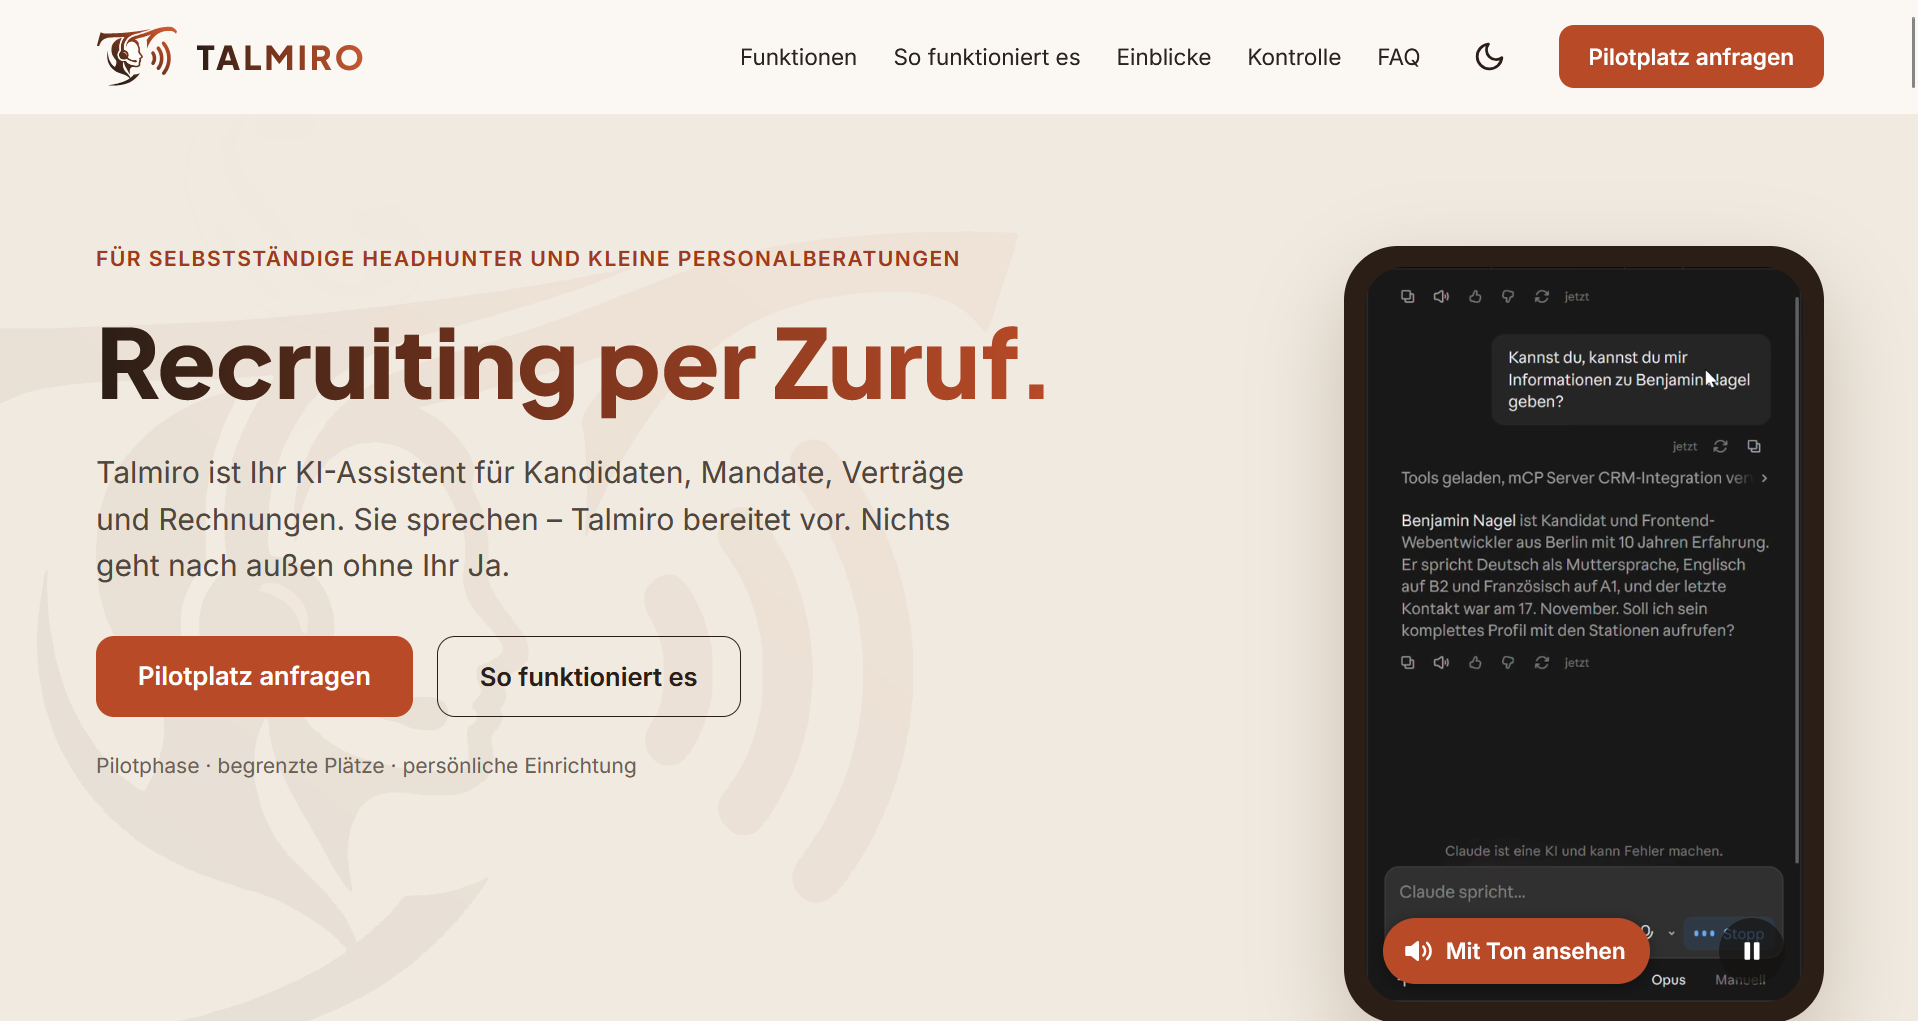 TALMIRO
Funktionen
So funktioniert es
Einblicke
Kontrolle
FAQ
Pilotplatz anfragen
FÜR SELBSTSTÄNDIGE HEADHUNTER UND KLEINE PERSONALBERATUNGEN
Recruiting per Zuruf.
Talmiro ist Ihr KI-Assistent für Kandidaten, Mandate, Verträge
und Rechnungen. Sie sprechen – Talmiro bereitet vor. Nichts
geht nach außen ohne Ihr Ja.
Pilotplatz anfragen
So funktioniert es
Pilotphase · begrenzte Plätze · persönliche Einrichtung
jetzt
Kannst du, kannst du mir
Informationen zu Benjamin Nagel
geben?
jetzt
Tools geladen, mCP Server CRM-Integration
Benjamin Nagel ist Kandidat und Frontend-
Webentwickler aus Berlin mit 10 Jahren Erfahrung.
Er spricht Deutsch als Muttersprache, Englisch
auf B2 und Französisch auf A1, und der letzte
Kontakt war am 17. November. Soll ich sein
komplettes Profil mit den Stationen aufrufen?
jetzt
Claude ist eine KI und kann Fehler machen.
Claude spricht...
Stopp
Mit Ton ansehen
Opus
Manuell